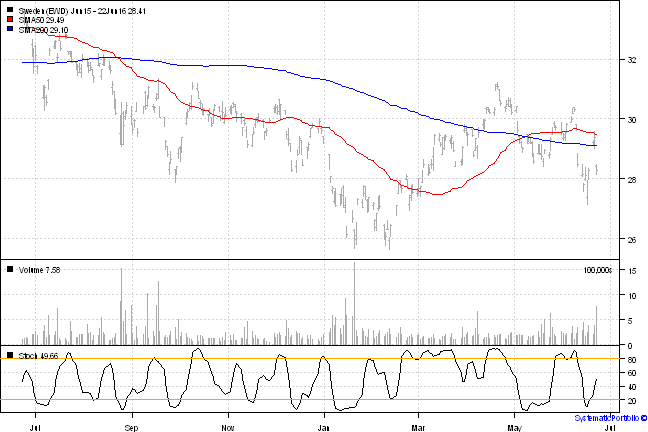 Sweden (EWD) Jun 15 - 22Jun16 28.41
SMA50 29.49
SMA200 29.10
32
30
28
26
Volume 7.58
100,000s
15
10
5
0
Stoch 49.66
80
60
40
20
Jul
Sep
Nov
Jan
Mar
May
Jul
SystematicPortfolio ©